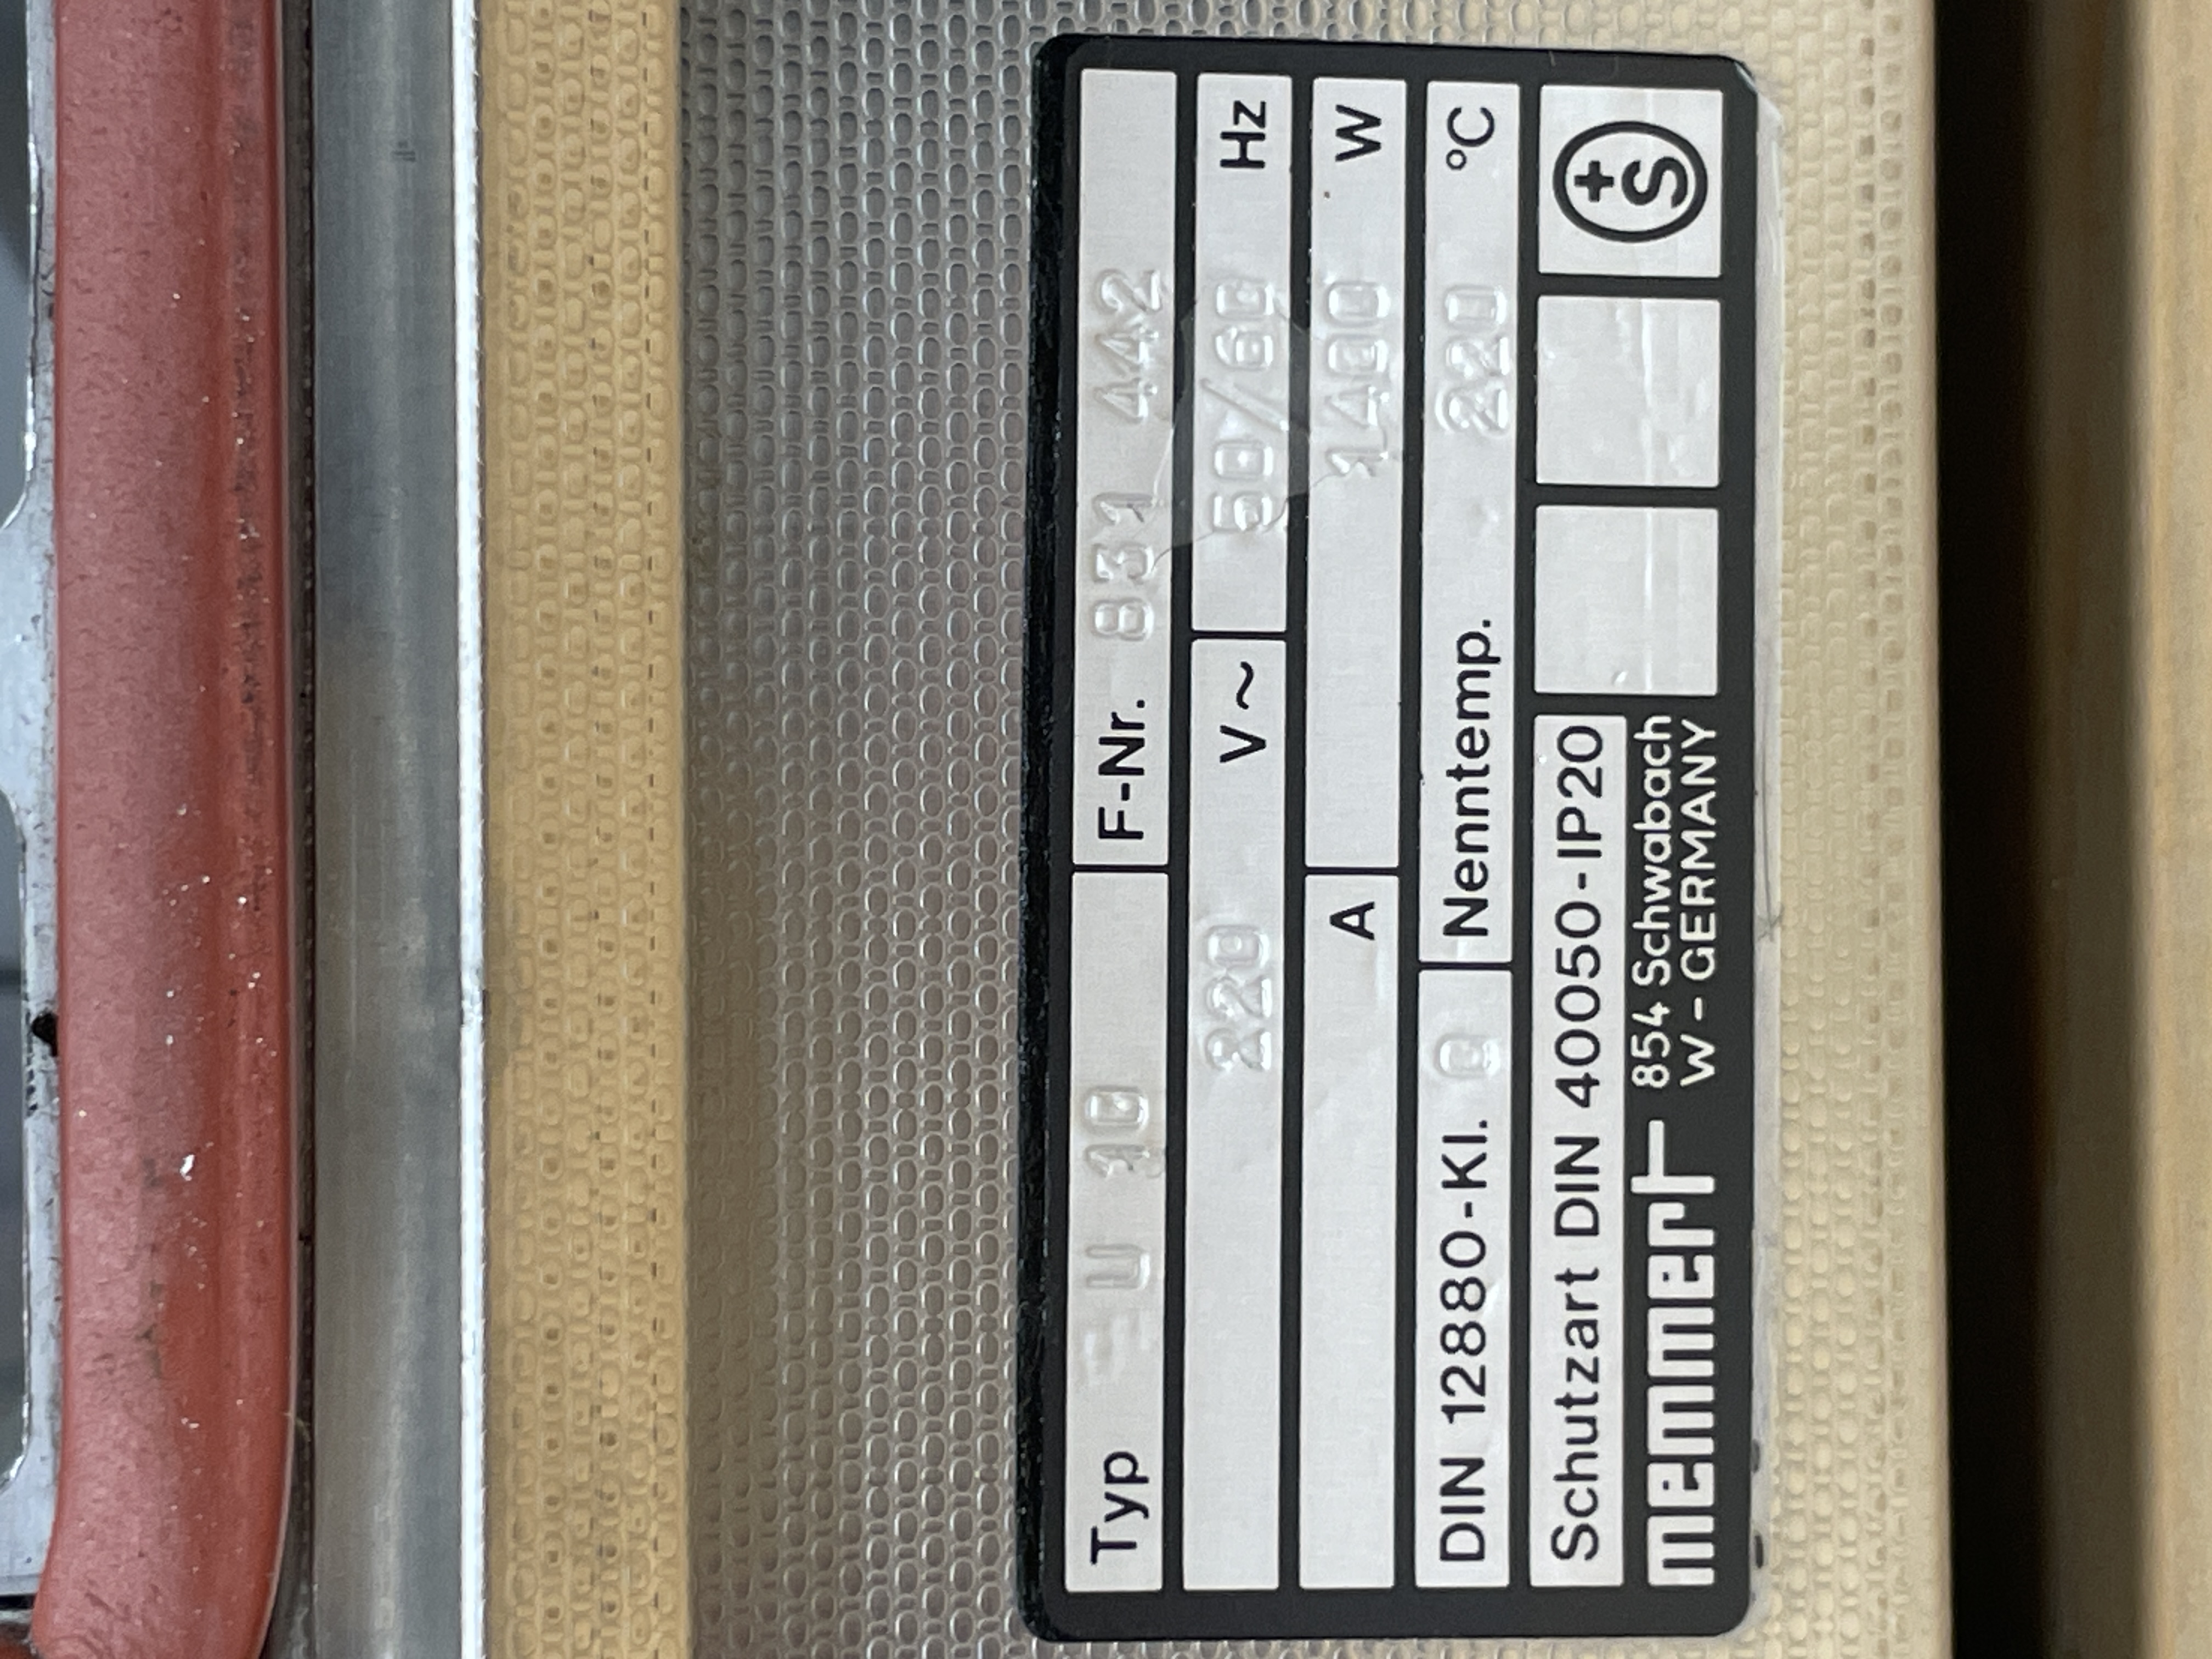 Typ U 10 F-Nr. 831 442
220 V~ 50/60 Hz
A 1400 W
DIN 12880-Kl. 0 Nenntemp. 220 °C
Schutzart DIN 40050-IP20
memmert 854 Schwabach
W-GERMANY
+S